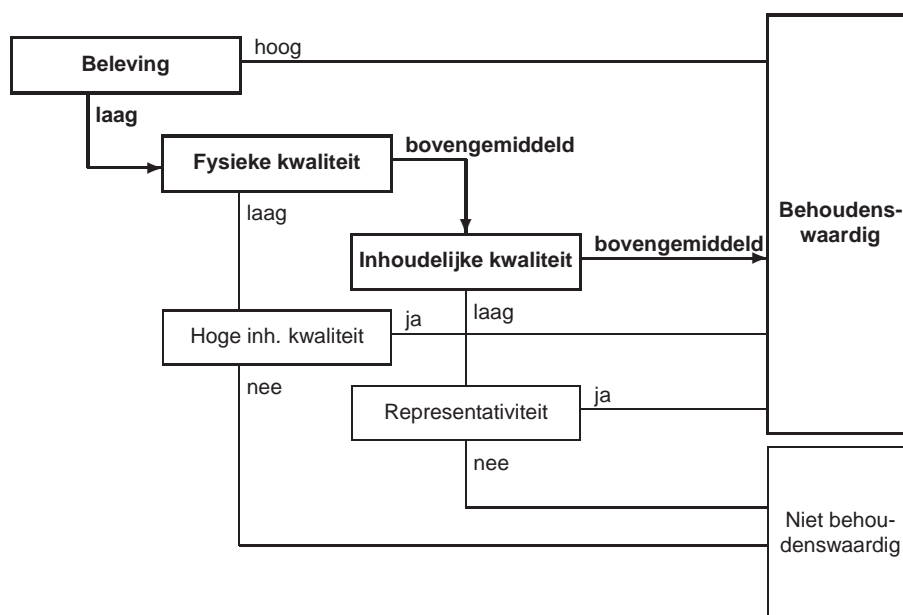 hoog
Beleving
laag
bovengemiddeld
Fysieke kwaliteit
laag
Behoudens-
waardig
bovengemiddeld
Inhoudelijke kwaliteit
laag
ja
Hoge inh. kwaliteit
nee
ja
Representativiteit
nee
Niet behou-
denswaardig